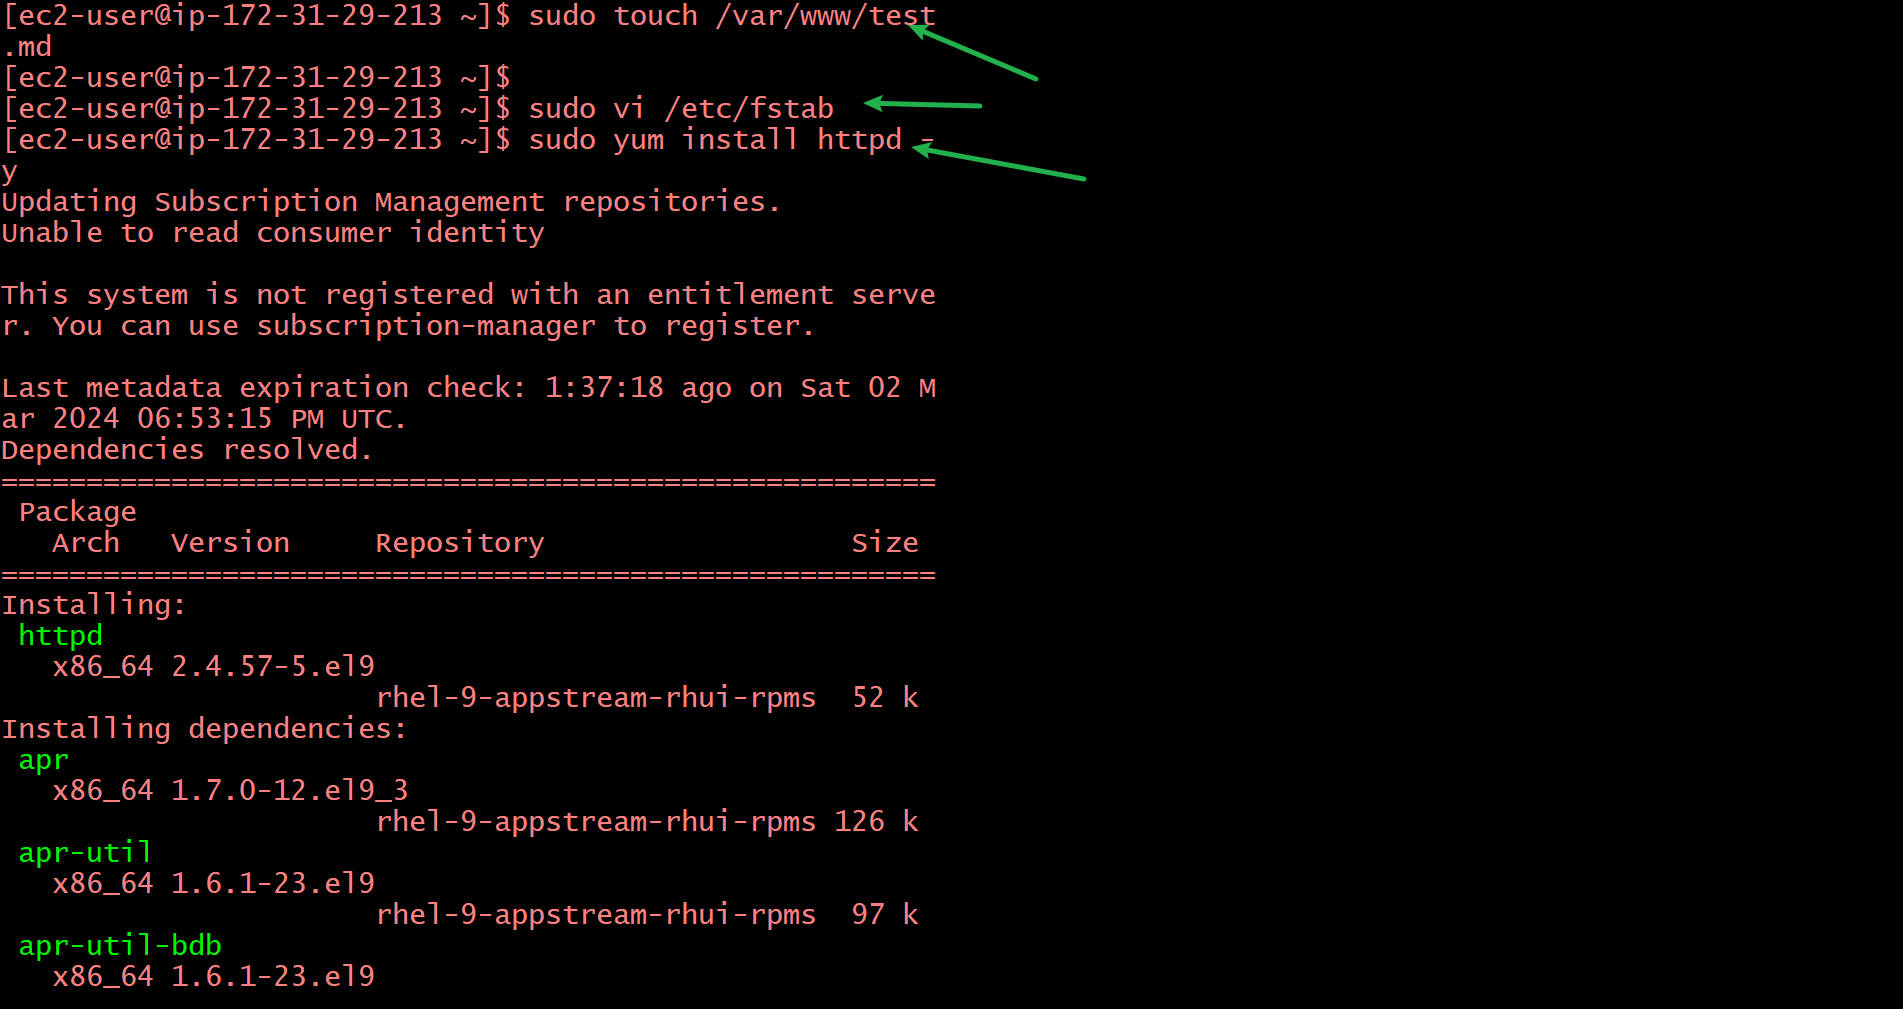 [ec2-user@ip-172-31-29-213 ~]$ sudo touch /var/www/test
.md
[ec2-user@ip-172-31-29-213 ~]$
[ec2-user@ip-172-31-29-213 ~]$ sudo vi /etc/fstab
[ec2-user@ip-172-31-29-213 ~]$ sudo yum install httpd -
y
Updating Subscription Management repositories.
Unable to read consumer identity
This system is not registered with an entitlement serve
r. You can use subscription-manager to register.
Last metadata expiration check: 1:37:18 ago on Sat 02 M
ar 2024 06:53:15 PM UTC.
Dependencies resolved.
=======================================================
 Package
   Arch   Version     Repository                  Size
=======================================================
Installing:
 httpd
   x86_64 2.4.57-5.el9
                      rhel-9-appstream-rhui-rpms  52 k
Installing dependencies:
 apr
   x86_64 1.7.0-12.el9_3
                      rhel-9-appstream-rhui-rpms 126 k
 apr-util
   x86_64 1.6.1-23.el9
                      rhel-9-appstream-rhui-rpms  97 k
 apr-util-bdb
   x86_64 1.6.1-23.el9